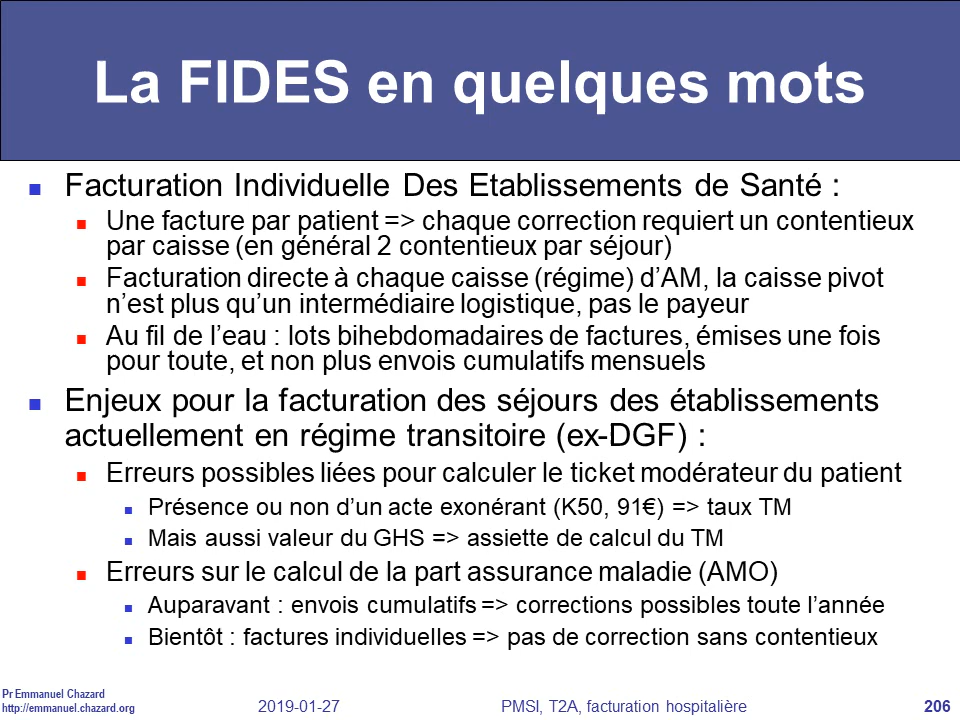 La FIDES en quelques mots
Facturation Individuelle Des Etablissements de Santé :
Une facture par patient => chaque correction requiert un contentieux
par caisse (en général 2 contentieux par séjour)
Facturation directe à chaque caisse (régime) d’AM, la caisse pivot
n’est plus qu’un intermédiaire logistique, pas le payeur
Au fil de l’eau : lots bihebdomadaires de factures, émises une fois
pour toute, et non plus envois cumulatifs mensuels
Enjeux pour la facturation des séjours des établissements
actuellement en régime transitoire (ex-DGF) :
Erreurs possibles liées pour calculer le ticket modérateur du patient
Présence ou non d’un acte exonérant (K50, 91€) => taux TM
Mais aussi valeur du GHS => assiette de calcul du TM
Erreurs sur le calcul de la part assurance maladie (AMO)
Auparavant : envois cumulatifs => corrections possibles toute l’année
Bientôt : factures individuelles => pas de correction sans contentieux
Pr Emmanuel Chazard
http://emmanuel.chazard.org
2019-01-27
PMSI, T2A, facturation hospitalière
206